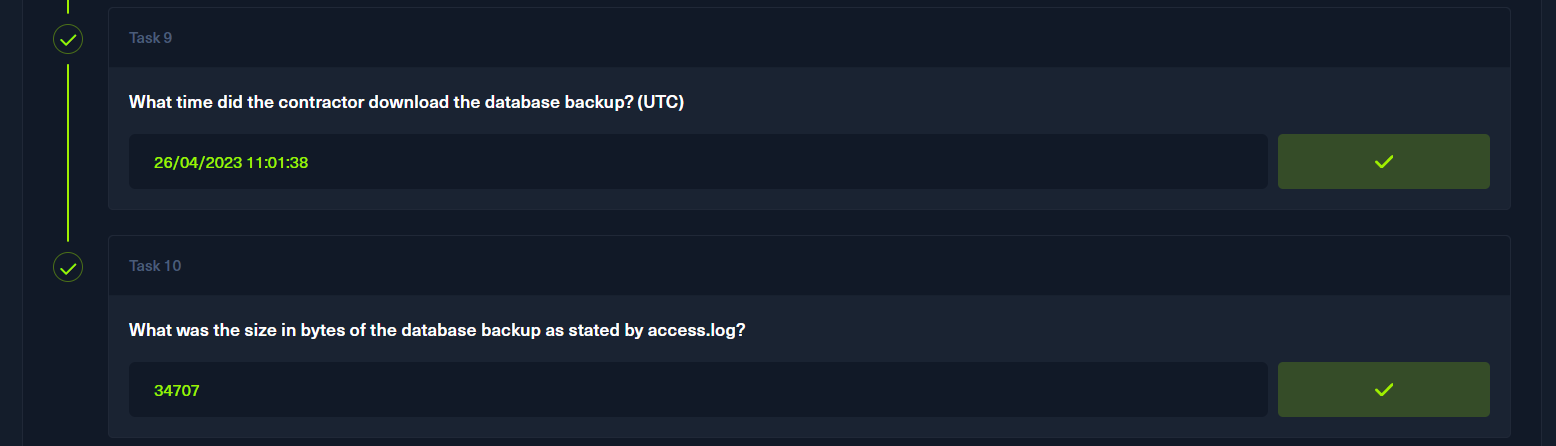 Task 9
What time did the contractor download the database backup? (UTC)
26/04/2023 11:01:38
Task 10
What was the size in bytes of the database backup as stated by access.log?
34707